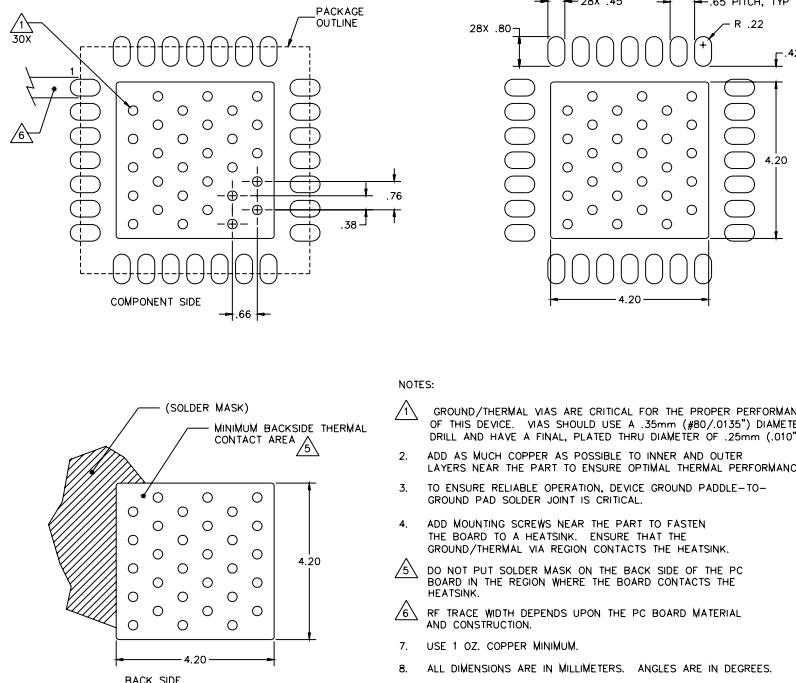 1
30X
PACKAGE
OUTLINE
1
6
.76
.38
COMPONENT SIDE
.66
28X .45
.65 PITCH, TYP
28X .80
R .22
4.20
4.20
(SOLDER MASK)
MINIMUM BACKSIDE THERMAL
CONTACT AREA 5
4.20
4.20
BACK SIDE
NOTES:
1 GROUND/THERMAL VIAS ARE CRITICAL FOR THE PROPER
OF THIS DEVICE. VIAS SHOULD USE A .35mm (#80/.0135")
DRILL AND HAVE A FINAL, PLATED THRU DIAMETER OF .25mm (.010"
2. ADD AS MUCH COPPER AS POSSIBLE TO INNER AND OUTER
LAYERS NEAR THE PART TO ENSURE OPTIMAL THERMAL
3. TO ENSURE RELIABLE OPERATION, DEVICE GROUND PADDLE-TO-
GROUND PAD SOLDER JOINT IS CRITICAL.
4. ADD MOUNTING SCREWS NEAR THE PART TO FASTEN
THE BOARD TO A HEATSINK. ENSURE THAT THE
GROUND/THERMAL VIA REGION CONTACTS THE HEATSINK.
5 DO NOT PUT SOLDER MASK ON THE BACK SIDE OF THE PC
BOARD IN THE REGION WHERE THE BOARD CONTACTS THE
HEATSINK.
6 RF TRACE WIDTH DEPENDS UPON THE PC BOARD MATERIAL
AND CONSTRUCTION.
7. USE 1 OZ. COPPER MINIMUM.
8. ALL DIMENSIONS ARE IN MILLIMETERS. ANGLES ARE IN DEGREES.